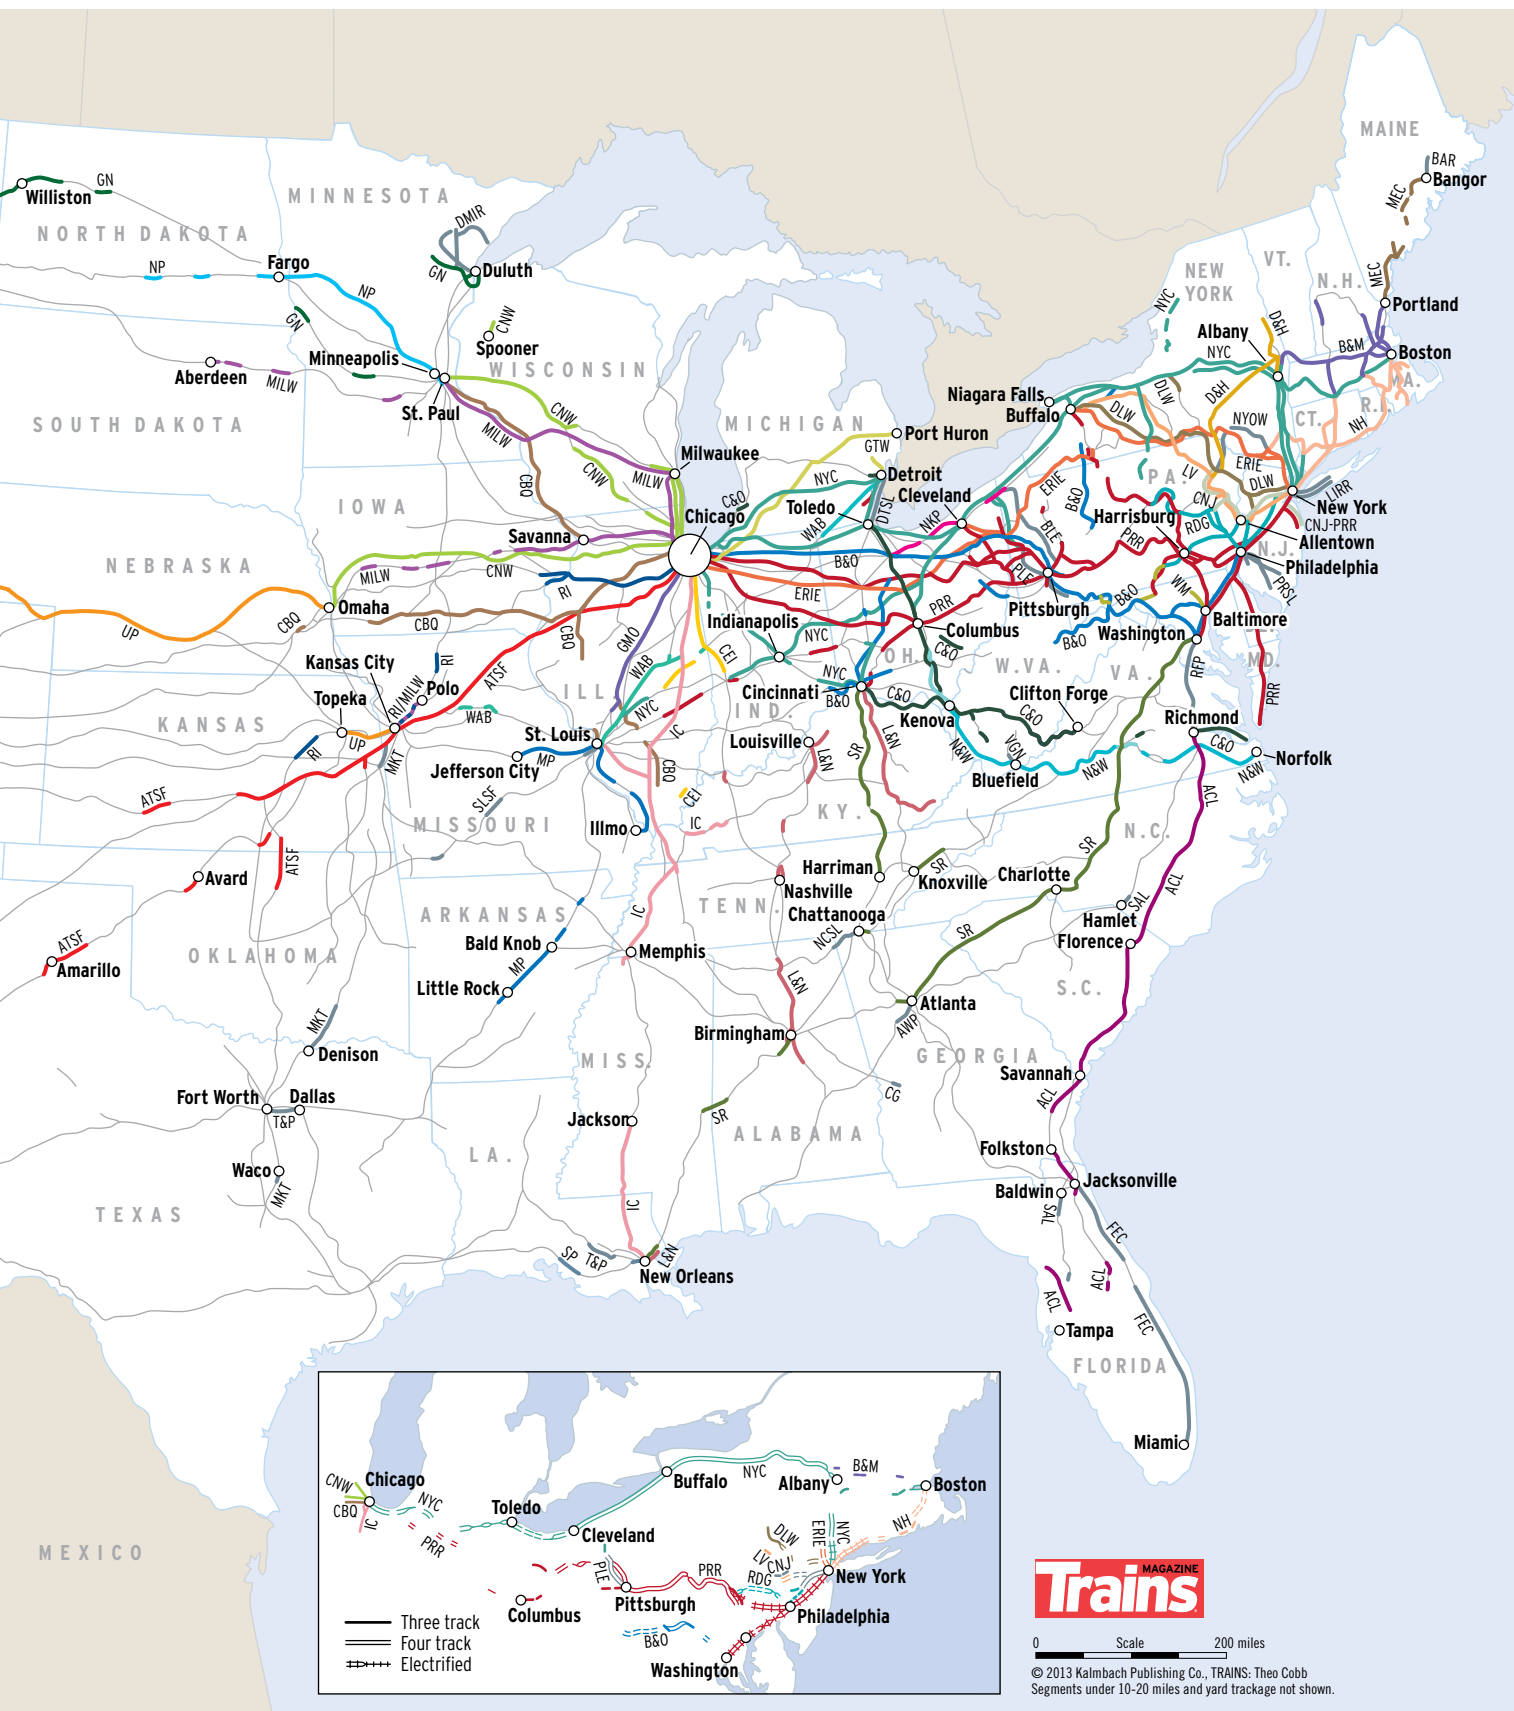 MAINE
BAR
Bangor
MEC
GN
Williston
MINNESOTA
NORTH DAKOTA
DMIR
NP
Fargo
NP
GN
Duluth
NEW
YORK
VT.
N.H.
MEC
NYC
Portland
GN
CNW
Spooner
Minneapolis
Albany
D&H
NYC
B&M
Boston
Aberdeen
MILW
WISCONSIN
MA.
St. Paul
SOUTH DAKOTA
CNW
MILW
MICHIGAN
Niagara Falls
Buffalo
DLW
DLW
D&H
NYOW
CT.
R.I.
NH
Port Huron
GTW
Milwaukee
CNW
MILW
CBQ
NYC
Detroit
ERIE
LV
ERIE
DLW
PA.
LIRR
IOWA
C&O
Cleveland
Toledo
DTSL
B&O
CNJ
New York
Chicago
WAB
NKP
BLE
Harrisburg
PRR
RDG
CNJ-PRR
Allentown
Savanna
N.J.
NEBRASKA
MILW
CNW
RI
B&O
ERIE
PLE
Philadelphia
PRSL
WM
Omaha
UP
CBQ
CBQ
CBQ
GMO
PRR
Pittsburgh
B&O
B&O
Washington
Baltimore
Indianapolis
NYC
Columbus
C&O
RI
Kansas City
ATSF
WAB
CEI
OH.
W.VA.
VA.
RFP
MD.
PRR
Topeka
RI/MILW
Polo
ILL.
NYC
B&O
Cincinnati
C&O
Clifton Forge
KANSAS
UP
RI
MKT
WAB
NYC
IND.
IC
Kenova
C&O
Richmond
C&O
St. Louis
Louisville
L&N
SR
L&N
N&W
VGN
N&W
N&W
Norfolk
Jefferson City
MP
CBQ
Bluefield
ATSF
SLSF
CEI
ACL
MISSOURI
Illmo
IC
KY.
N.C.
ATSF
SR
Avard
Harriman
SR
Knoxville
Charlotte
Nashville
ACL
TENN.
Chattanooga
Hamlet
SAL
ARKANSAS
IC
ATSF
OKLAHOMA
Bald Knob
Memphis
NCSL
SR
Florence
Amarillo
MP
Little Rock
L&N
S.C.
Atlanta
MKT
Birmingham
AWP
Denison
MISS.
GEORGIA
Savannah
CG
ACL
Fort Worth
Dallas
T&P
Jackson
SR
ALABAMA
LA.
Folkston
Waco
MKT
Jacksonville
Baldwin
TEXAS
IC
SAL
FEC
SP
T&P
L&N
New Orleans
ACL
ACL
FEC
Tampa
FLORIDA
Miami
MEXICO
CNW
Chicago
CBQ
IC
NYC
PRR
Toledo
Cleveland
Buffalo
NYC
Albany
B&M
Boston
NH
DLW
ERIE
NYC
LV
CNJ
RDG
New York
PLE
PRR
Pittsburgh
Columbus
Philadelphia
B&O
Washington
Three track
Four track
Electrified
Trains
MAGAZINE
0 Scale 200 miles
© 2013 Kalmbach Publishing Co., TRAINS: Theo Cobb
Segments under 10-20 miles and yard trackage not shown.